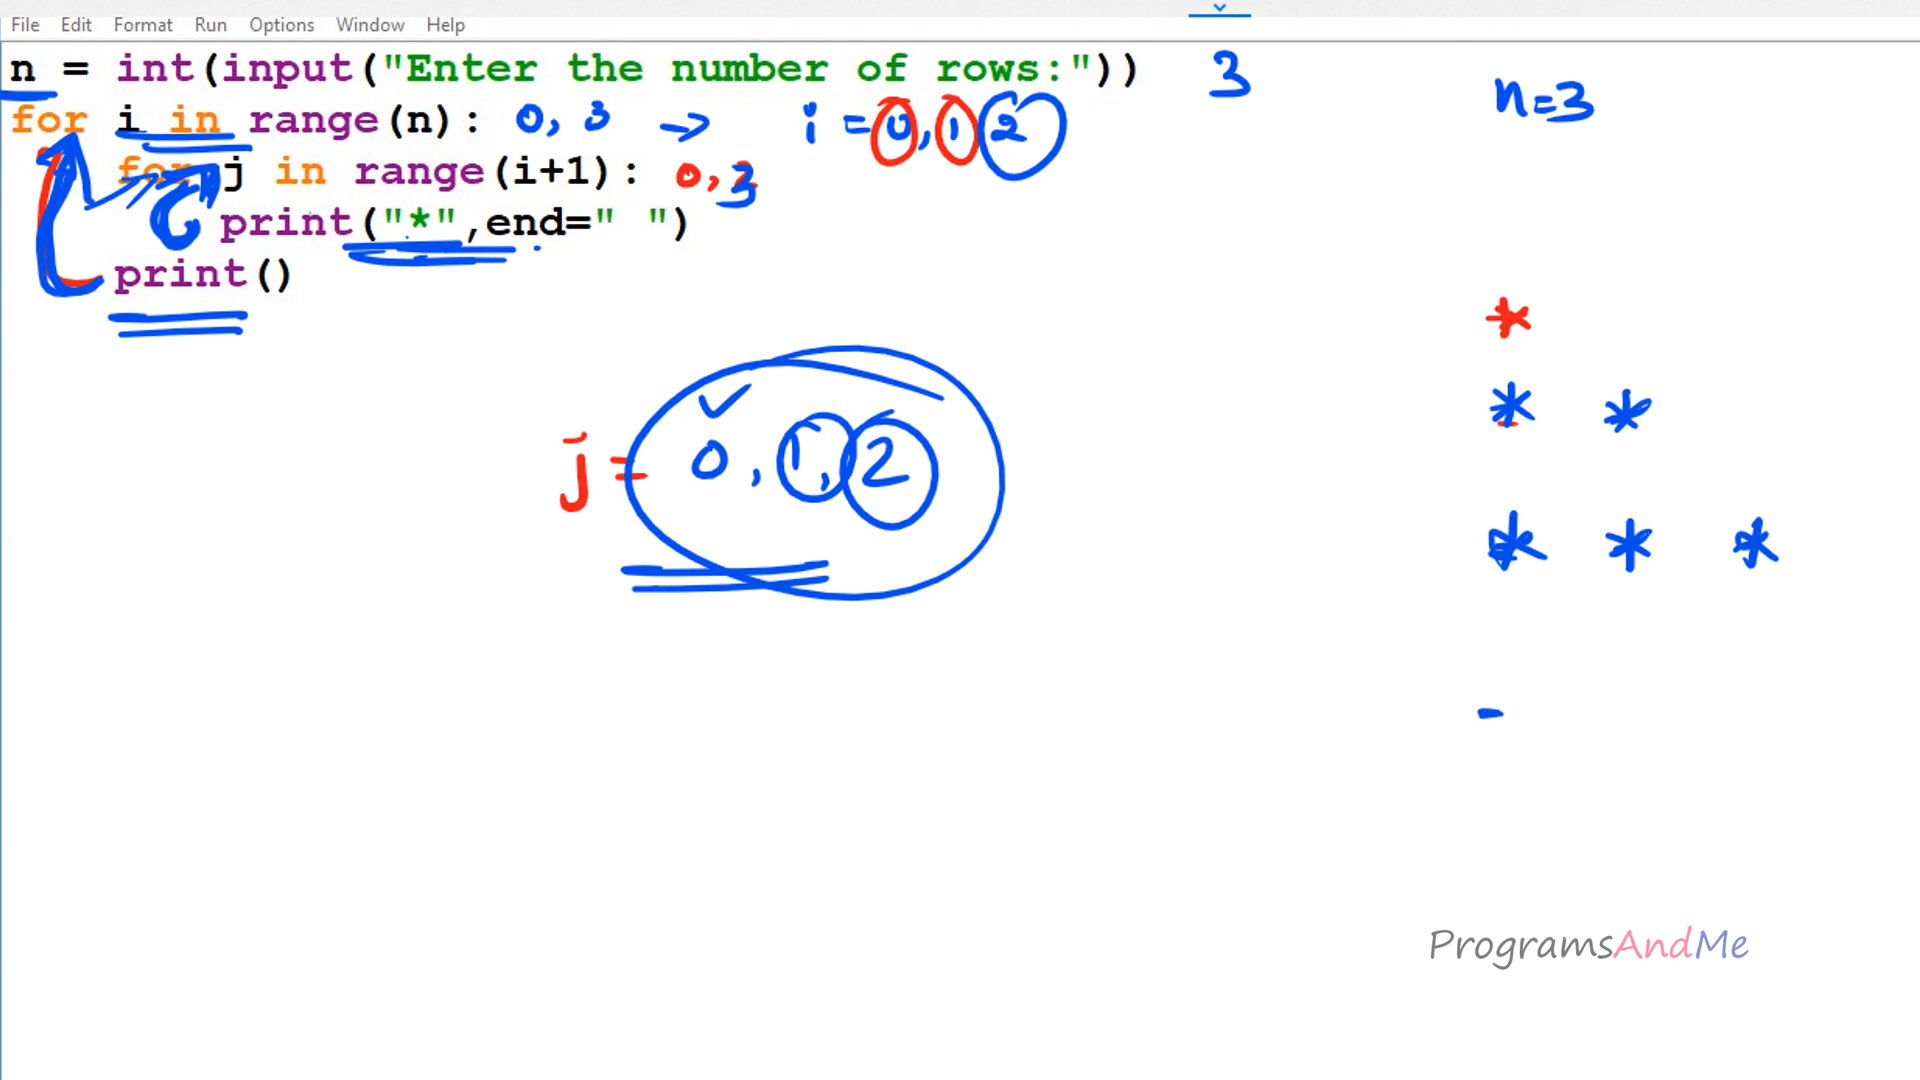 File Edit Format Run Options Window Help
n = int(input("Enter the number of rows:")) 3 n=3
for i in range(n): 0, 3 → i = 0, 1 2
for j in range(i+1): 0, 3
print("*",end=" ")
print()
*
* *
j = 0, 1, 2
* * *
-
ProgramsAndMe